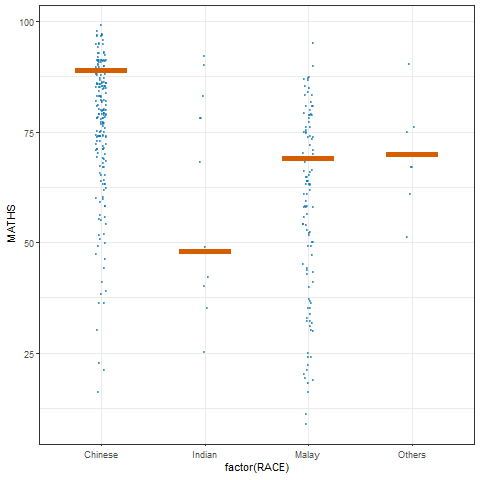 100
75
50
25
MATHS
Chinese
Indian
Malay
Others
factor(RACE)